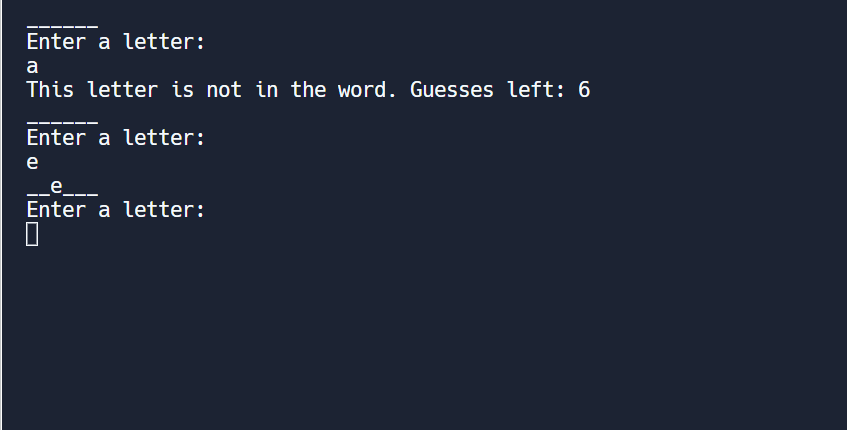 ______
Enter a letter:
a
This letter is not in the word. Guesses left: 6
______
Enter a letter:
e
__e___
Enter a letter: